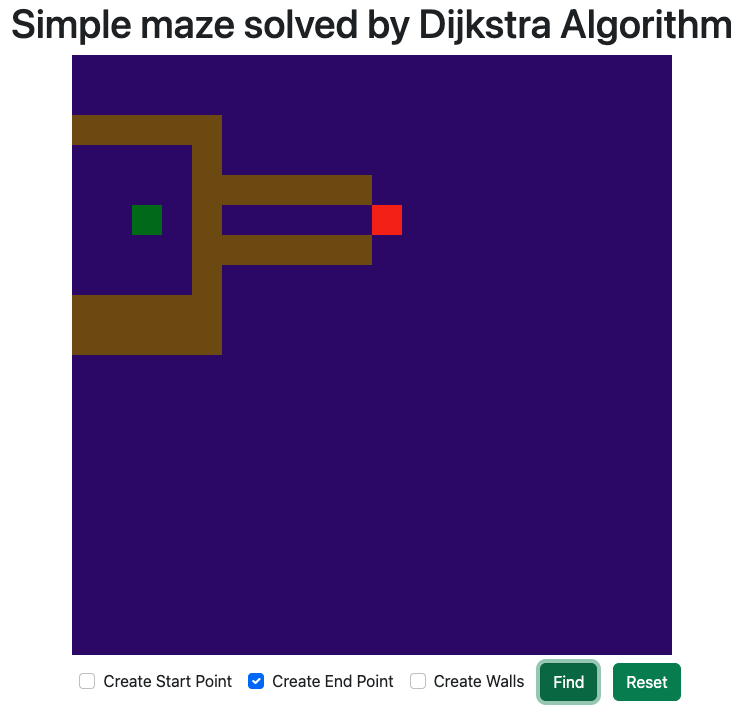 Simple maze solved by Dijkstra Algorithm
Create Start Point Create End Point Create Walls Find Reset